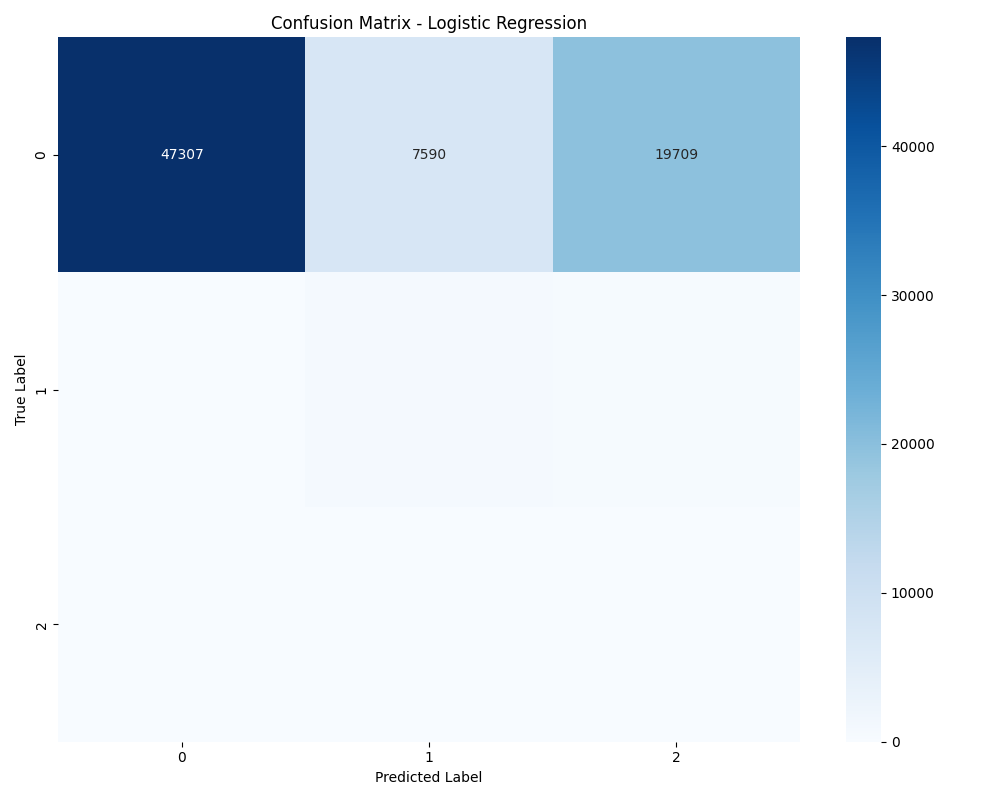 Confusion Matrix - Logistic Regression
47307 7590 19709
0
1
2
True Label
0 1 2
Predicted Label
40000
30000
20000
10000
0